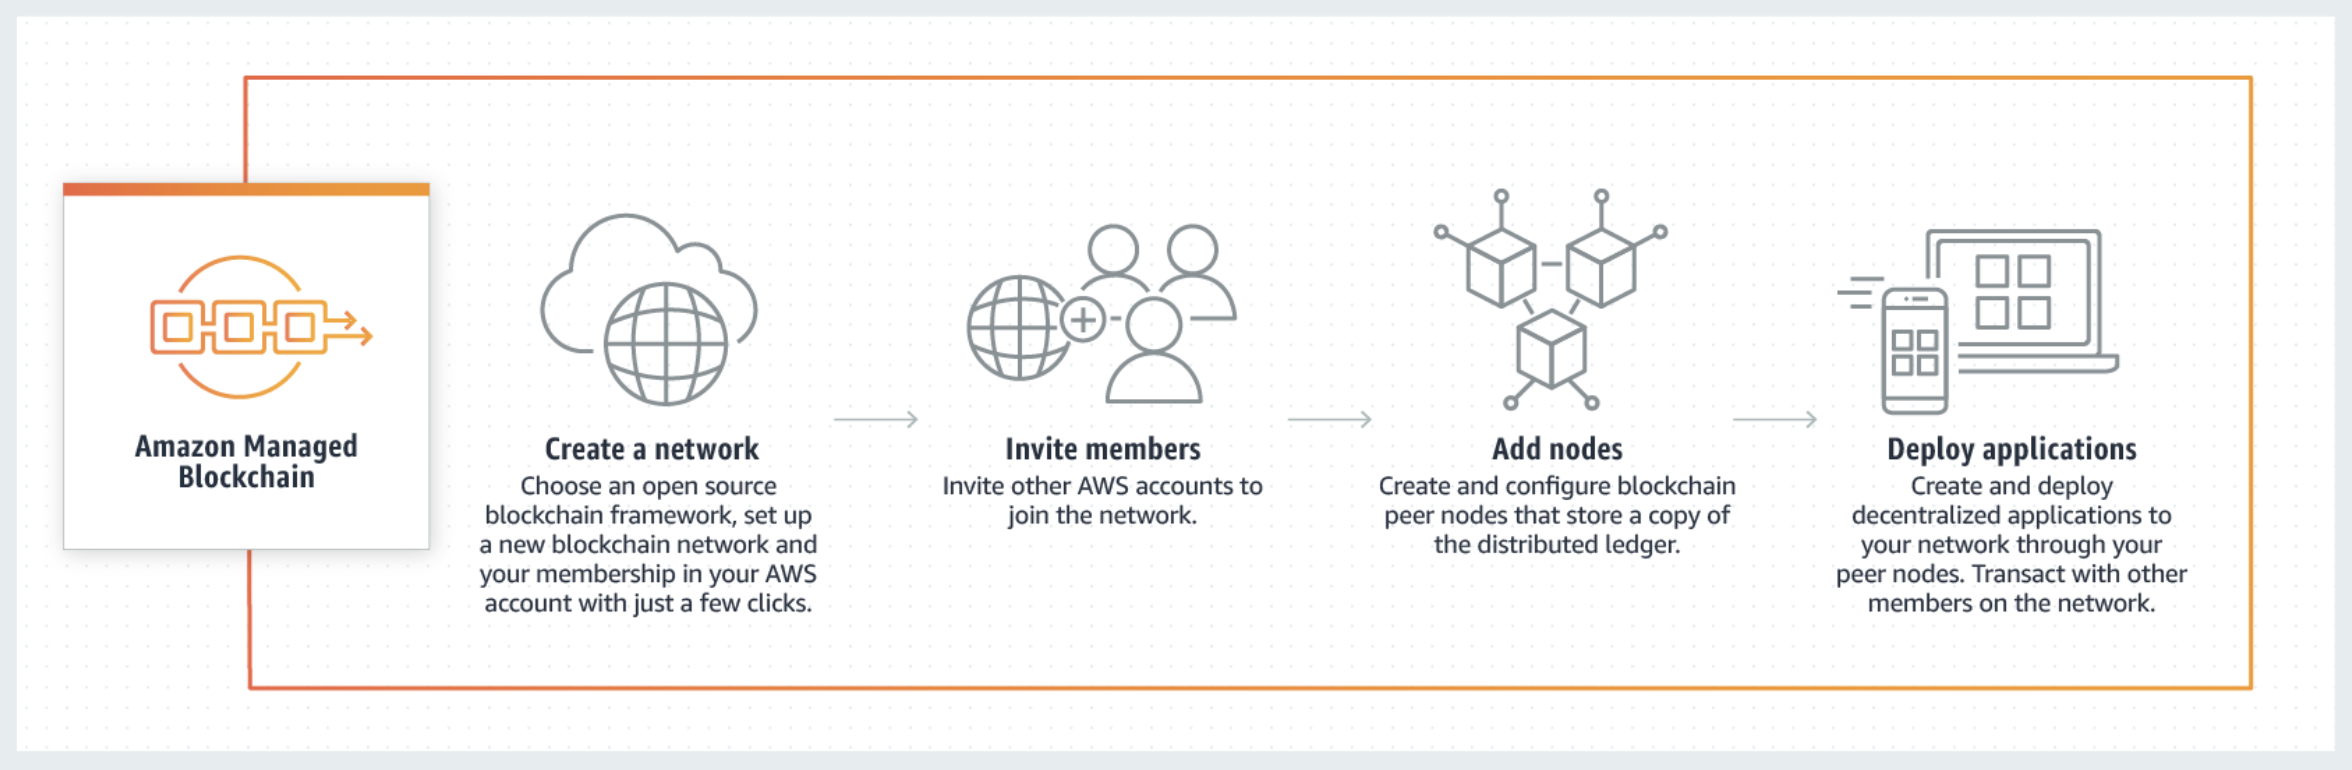 Amazon Managed
Blockchain
Create a network
Choose an open source
blockchain framework, set up
a new blockchain network and
your membership in your AWS
account with just a few clicks.
Invite members
Invite other AWS accounts to
join the network.
Add nodes
Create and configure blockchain
peer nodes that store a copy of
the distributed ledger.
Deploy applications
Create and deploy
decentralized applications to
your network through your
peer nodes. Transact with other
members on the network.